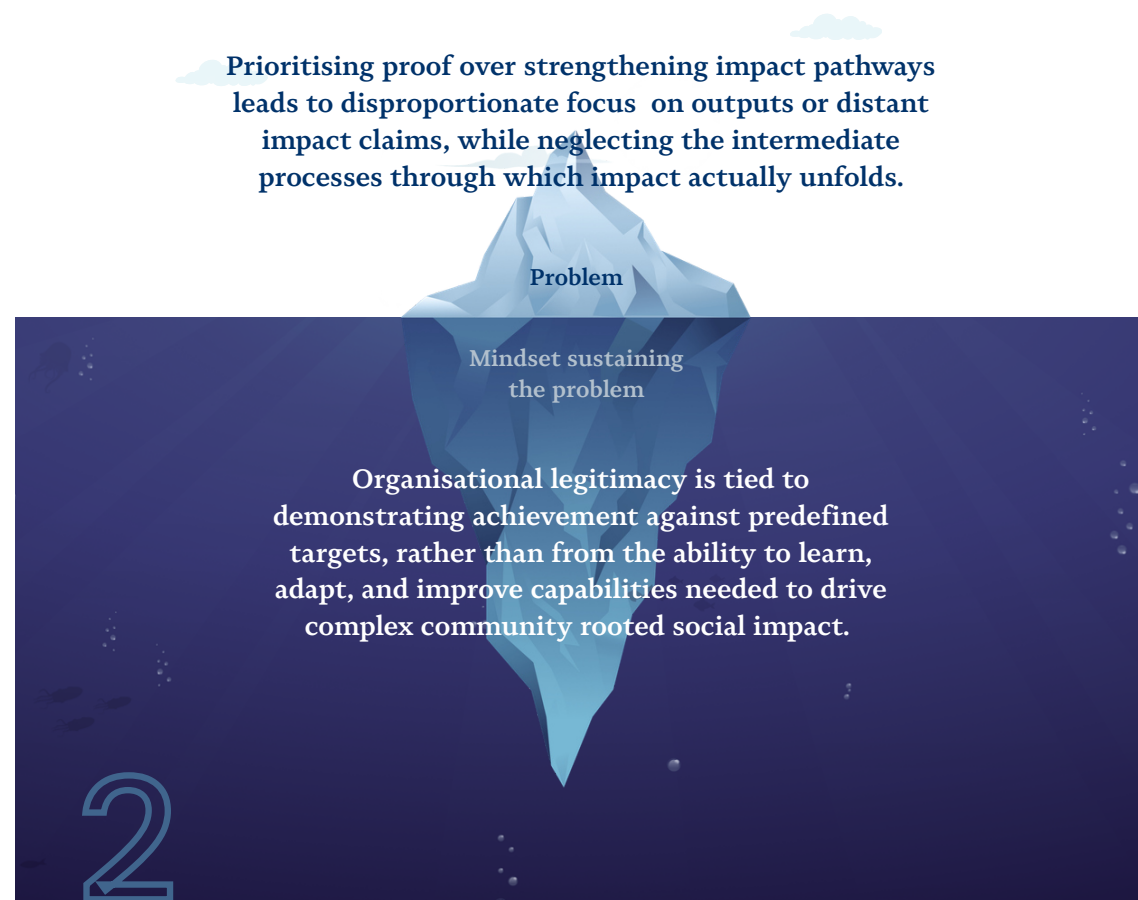 Prioritising proof over strengthening impact pathways
leads to disproportionate focus  on outputs or distant
impact claims, while neglecting the intermediate
processes through which impact actually unfolds.
Problem
Mindset sustaining
the problem
Organisational legitimacy is tied to
demonstrating achievement against predefined
targets, rather than from the ability to learn,
adapt, and improve capabilities needed to drive
complex community rooted social impact.
2